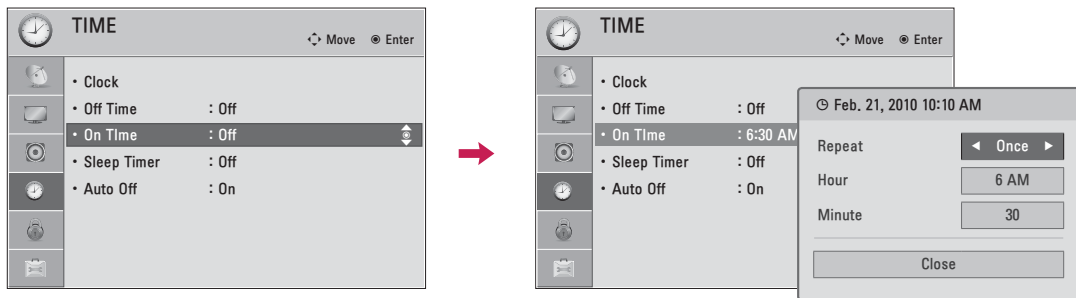 TIME
Move Enter
• Clock
• Off Time : Off
• On TIme : Off
• Sleep Timer : Off
• Auto Off : On
TIME
Move Enter
• Clock
• Off Time : Off
• On TIme : 6:30 AM
• Sleep Timer : Off
• Auto Off : On
Feb. 21, 2010 10:10 AM
Repeat ◄ Once ►
Hour 6 AM
Minute 30
Close